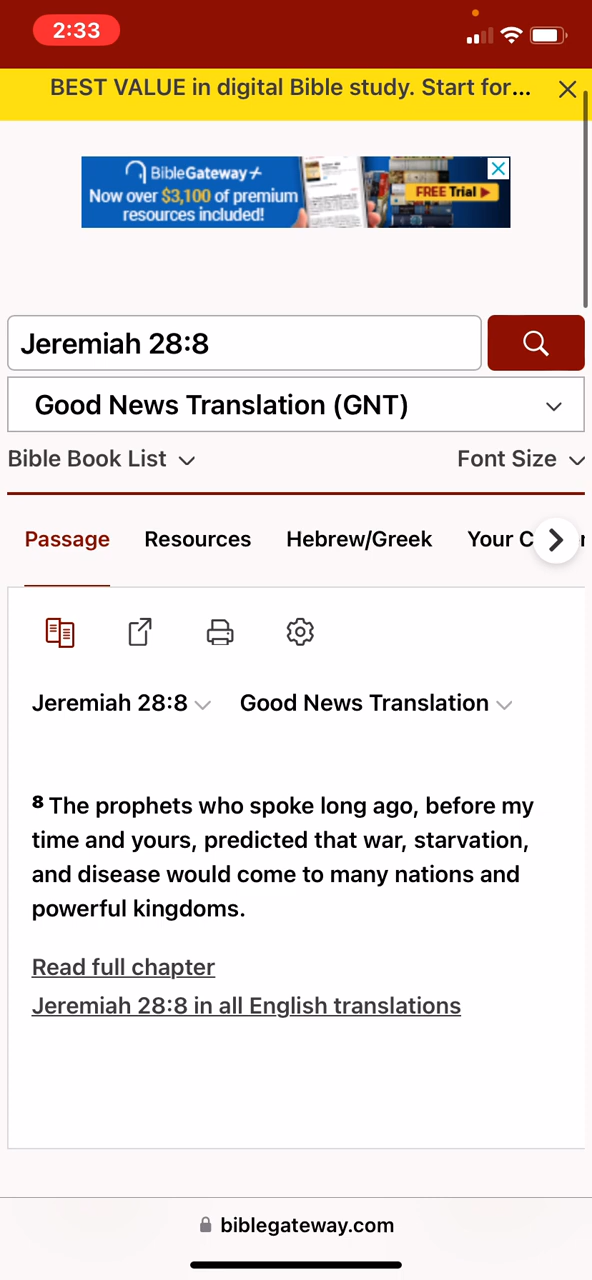 2:33
BEST VALUE in digital Bible study. Start for...
BibleGateway+
Now over $3,100 of premium
resources included!
FREE Trial
Jeremiah 28:8
Good News Translation (GNT)
Bible Book List Font Size
Passage Resources Hebrew/Greek Your C
Jeremiah 28:8 Good News Translation
8 The prophets who spoke long ago, before my
time and yours, predicted that war, starvation,
and disease would come to many nations and
powerful kingdoms.
Read full chapter
Jeremiah 28:8 in all English translations
biblegateway.com